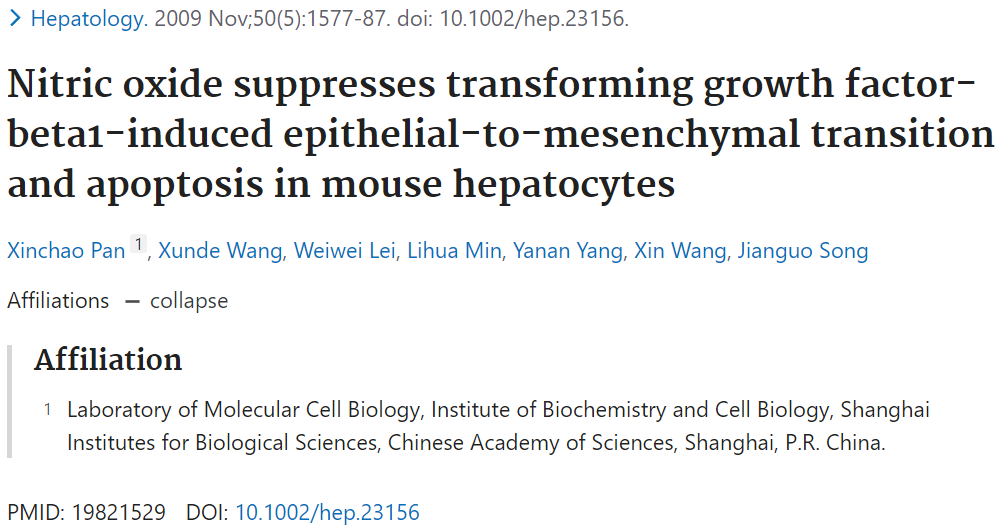 Hepatology. 2009 Nov;50(5):1577-87. doi: 10.1002/hep.23156.
Nitric oxide suppresses transforming growth factor-
beta1-induced epithelial-to-mesenchymal transition
and apoptosis in mouse hepatocytes
Xinchao Pan 1, Xunde Wang, Weiwei Lei, Lihua Min, Yanan Yang, Xin Wang, Jianguo Song
Affiliations — collapse
Affiliation
1 Laboratory of Molecular Cell Biology, Institute of Biochemistry and Cell Biology, Shanghai
Institutes for Biological Sciences, Chinese Academy of Sciences, Shanghai, P.R. China.
PMID: 19821529 DOI: 10.1002/hep.23156